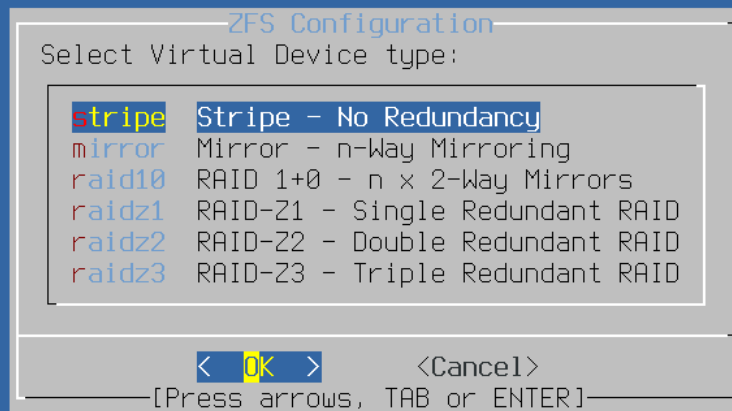 ZFS Configuration
Select Virtual Device type:
stripe Stripe - No Redundancy
mirror Mirror - n-Way Mirroring
raid10 RAID 1+0 - n x 2-Way Mirrors
raidz1 RAID-Z1 - Single Redundant RAID
raidz2 RAID-Z2 - Double Redundant RAID
raidz3 RAID-Z3 - Triple Redundant RAID
< OK > <Cancel>
[Press arrows, TAB or ENTER]